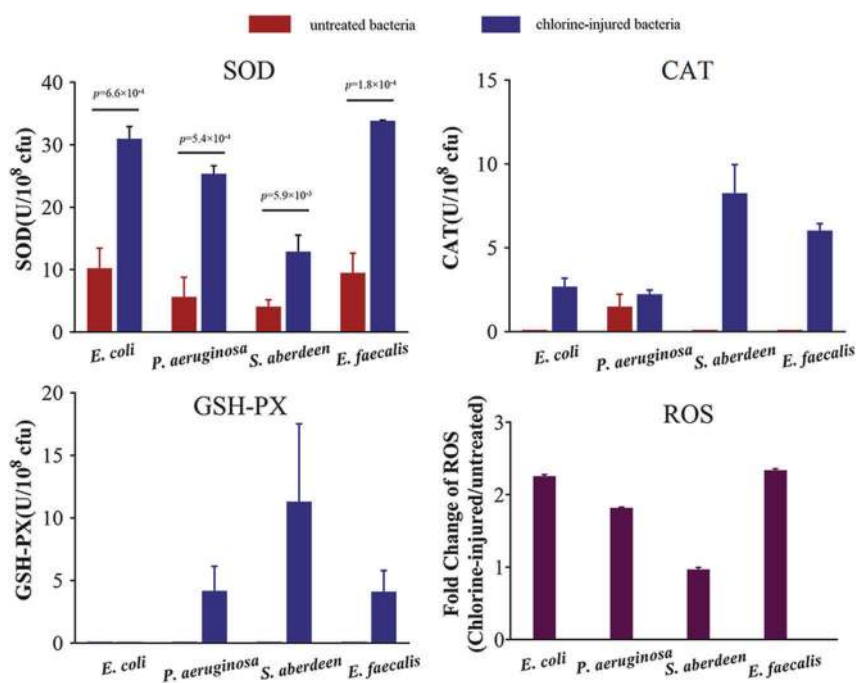 untreated bacteria
chlorine-injured bacteria
SOD
SOD(U/10⁸ cfu)
40
30
20
10
0
p=6.6×10⁻⁴
p=5.4×10⁻⁴
p=5.9×10⁻³
p=1.8×10⁻⁴
E. coli
P. aeruginosa
S. aberdeen
E. faecalis
CAT
CAT(U/10⁸ cfu)
15
10
5
0
E. coli
P. aeruginosa
S. aberdeen
E. faecalis
GSH-PX
GSH-PX(U/10⁸ cfu)
20
15
10
5
0
E. coli
P. aeruginosa
S. aberdeen
E. faecalis
ROS
Fold Change of ROS
(Chlorine-injured/untreated)
3
2
1
0
E. coli
P. aeruginosa
S. aberdeen
E. faecalis